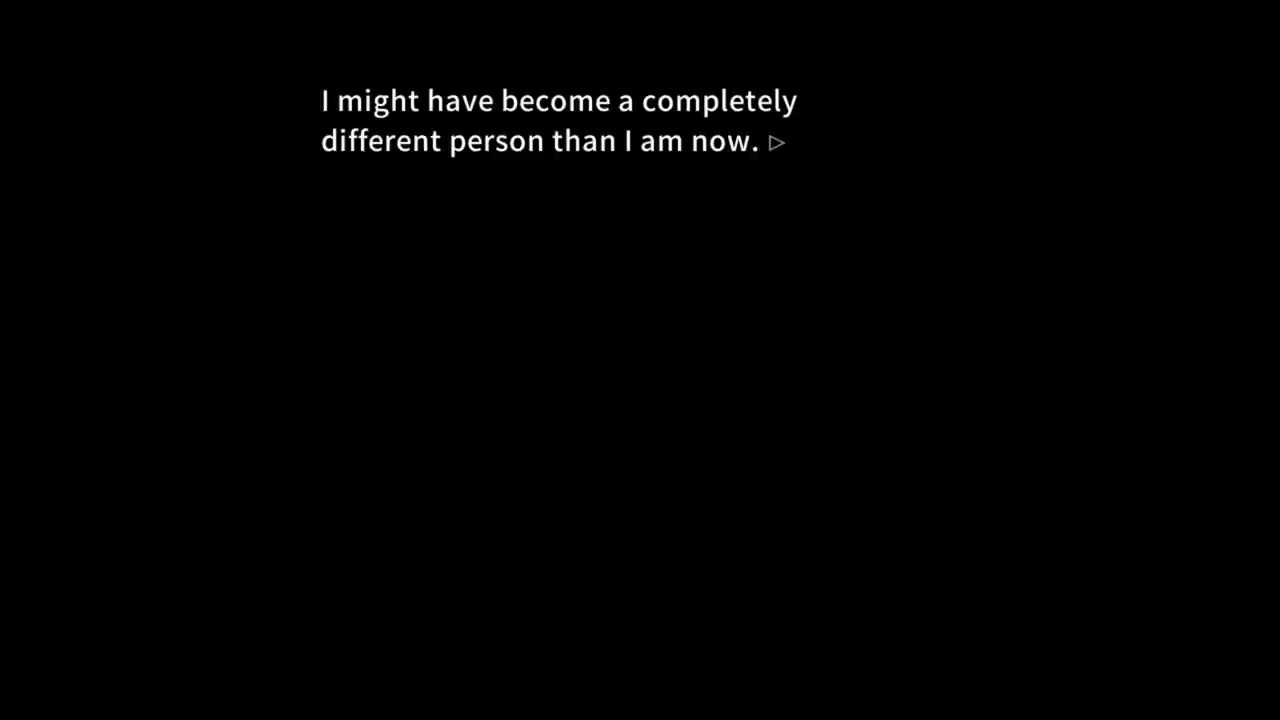 I might have become a completely
different person than I am now. ▷